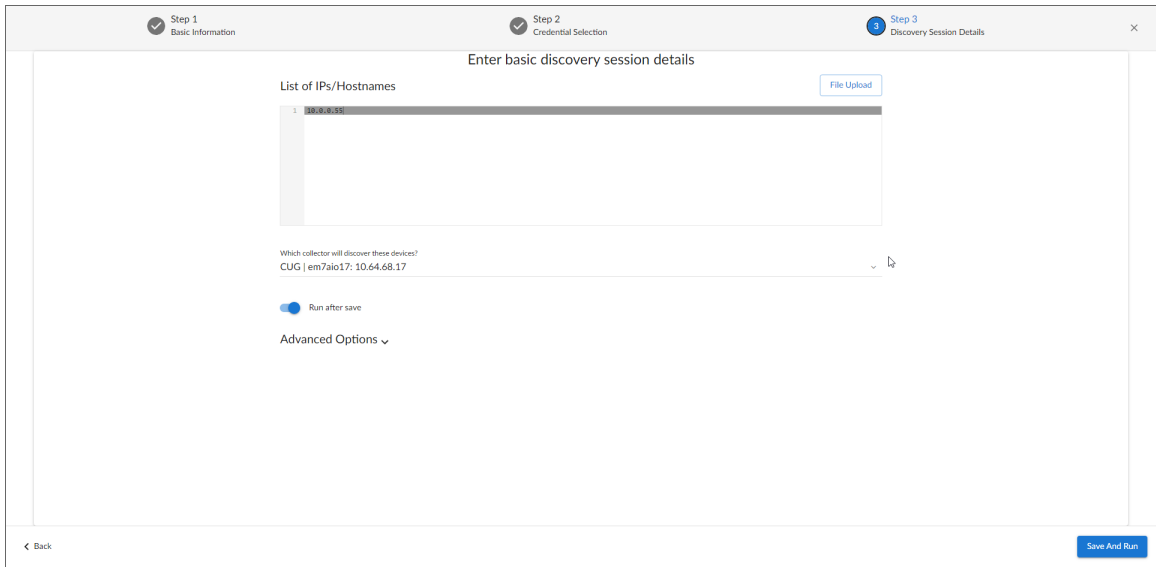 Step 1
Basic Information
Step 2
Credential Selection
3
Step 3
Discovery Session Details
Enter basic discovery session details
List of IPs/Hostnames
File Upload
1 10.0.0.55
Which collector will discover these devices?
CUG | em7aio17: 10.64.68.17
Run after save
Advanced Options
Back
Save And Run